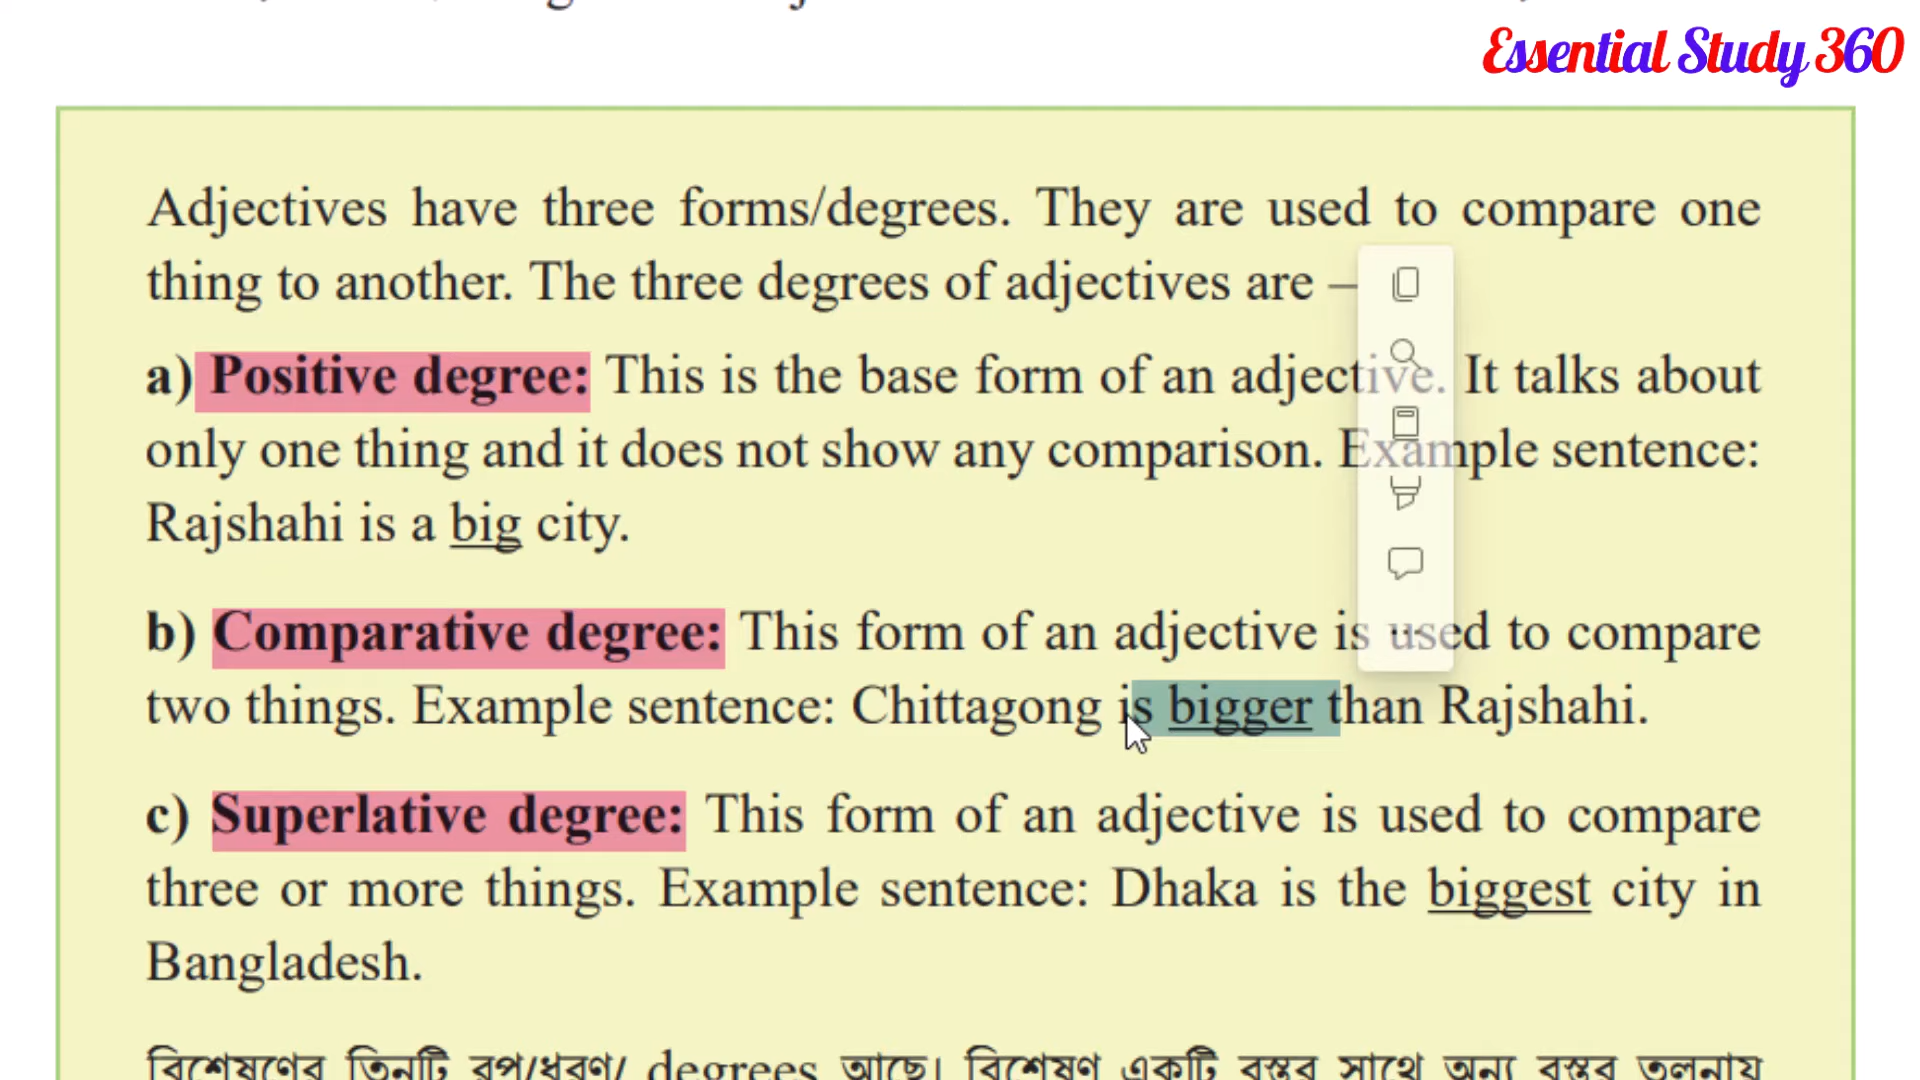 Essential Study 360
Adjectives have three forms/degrees. They are used to compare one
thing to another. The three degrees of adjectives are –
a) Positive degree: This is the base form of an adjective. It talks about
only one thing and it does not show any comparison. Example sentence:
Rajshahi is a big city.
b) Comparative degree: This form of an adjective is used to compare
two things. Example sentence: Chittagong is bigger than Rajshahi.
c) Superlative degree: This form of an adjective is used to compare
three or more things. Example sentence: Dhaka is the biggest city in
Bangladesh.
বিশেষণের তিনটি রূপ/ধরণ/ degrees আছে। বিশেষণ একটি বস্তুর সাথে অন্য বস্তুর তুলনায়